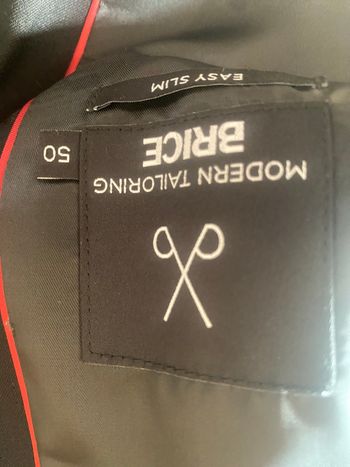 EASY SLIM
BRICE
MODERN TAILORING
50